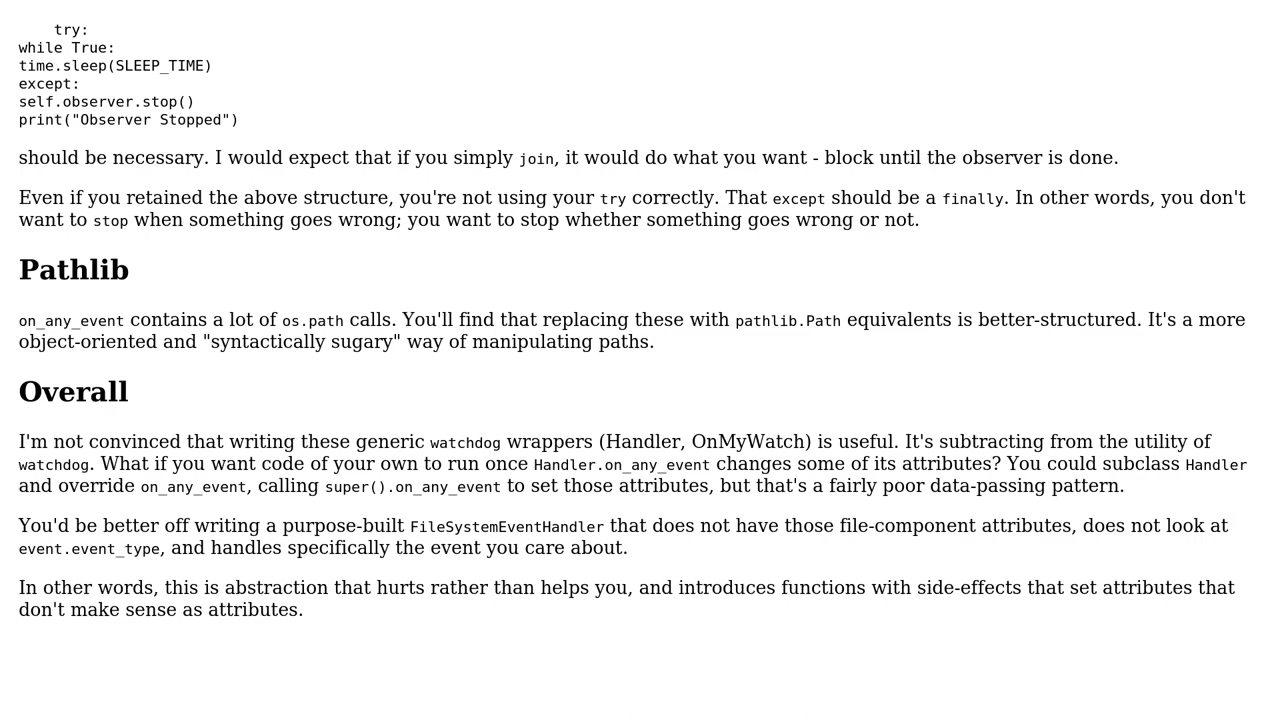 try:
while True:
time.sleep(SLEEP_TIME)
except:
self.observer.stop()
print("Observer Stopped")
should be necessary. I would expect that if you simply join, it would do what you want - block until the observer is done.
Even if you retained the above structure, you're not using your try correctly. That except should be a finally. In other words, you don't
want to stop when something goes wrong; you want to stop whether something goes wrong or not.
Pathlib
on_any_event contains a lot of os.path calls. You'll find that replacing these with pathlib.Path equivalents is better-structured. It's a more
object-oriented and "syntactically sugary" way of manipulating paths.
Overall
I'm not convinced that writing these generic watchdog wrappers (Handler, OnMyWatch) is useful. It's subtracting from the utility of
watchdog. What if you want code of your own to run once Handler.on_any_event changes some of its attributes? You could subclass Handler
and override on_any_event, calling super().on_any_event to set those attributes, but that's a fairly poor data-passing pattern.
You'd be better off writing a purpose-built FileSystemEventHandler that does not have those file-component attributes, does not look at
event.event_type, and handles specifically the event you care about.
In other words, this is abstraction that hurts rather than helps you, and introduces functions with side-effects that set attributes that
don't make sense as attributes.